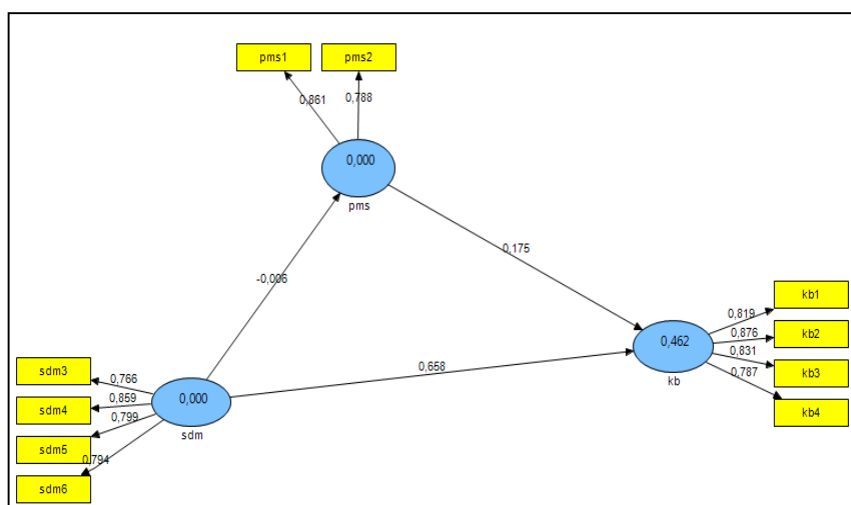 pms1
pms2
0,861
0,788
0,000
pms
0,175
-0,006
kb1
0,819
kb2
0,876
0,462
0,831
kb3
0,787
kb
kb4
0,658
sdm3
0,766
sdm4
0,859
0,000
0,799
sdm
sdm5
0,794
sdm6